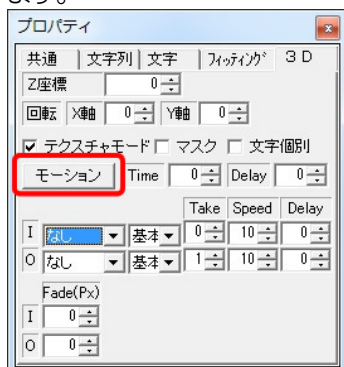 ます。
プロパティ
共通 文字列 文字 フィッティング 3D
Z座標 0
回転 X軸 0 Y軸 0
テクスチャモード マスク 文字個別
モーション Time 0 Delay 0
Take Speed Delay
I なし 基本 0 10 0
O なし 基本 1 10 0
Fade(Px)
I 0
O 0